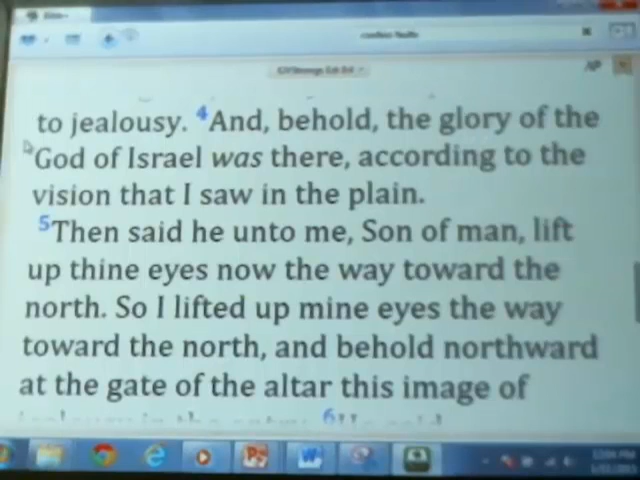 to jealousy. 4And, behold, the glory of the
God of Israel was there, according to the
vision that I saw in the plain.
5Then said he unto me, Son of man, lift
up thine eyes now the way toward the
north. So I lifted up mine eyes the way
toward the north, and behold northward
at the gate of the altar this image of
6